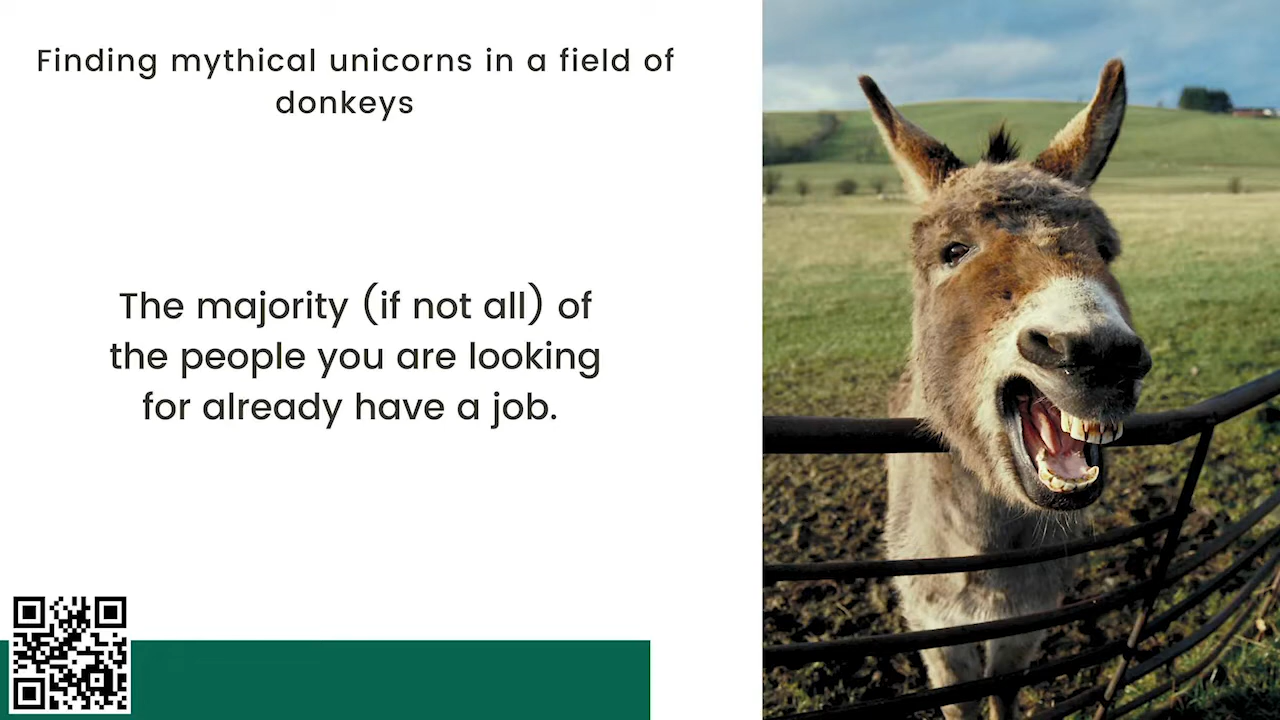 Finding mythical unicorns in a field of
donkeys
The majority (if not all) of
the people you are looking
for already have a job.